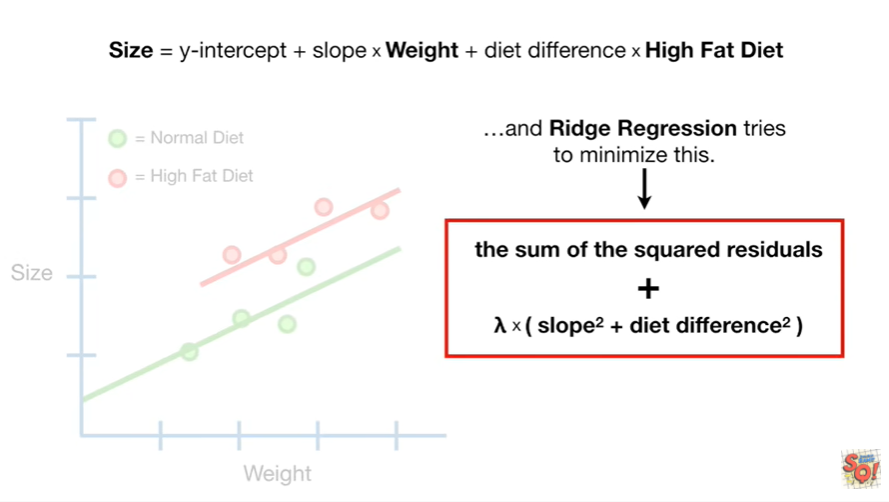 Size = y-intercept + slope x Weight + diet difference x High Fat Diet
…and Ridge Regression tries
to minimize this.
= Normal Diet
= High Fat Diet
the sum of the squared residuals
+
λ x ( slope² + diet difference² )
Size
Weight
SQ!